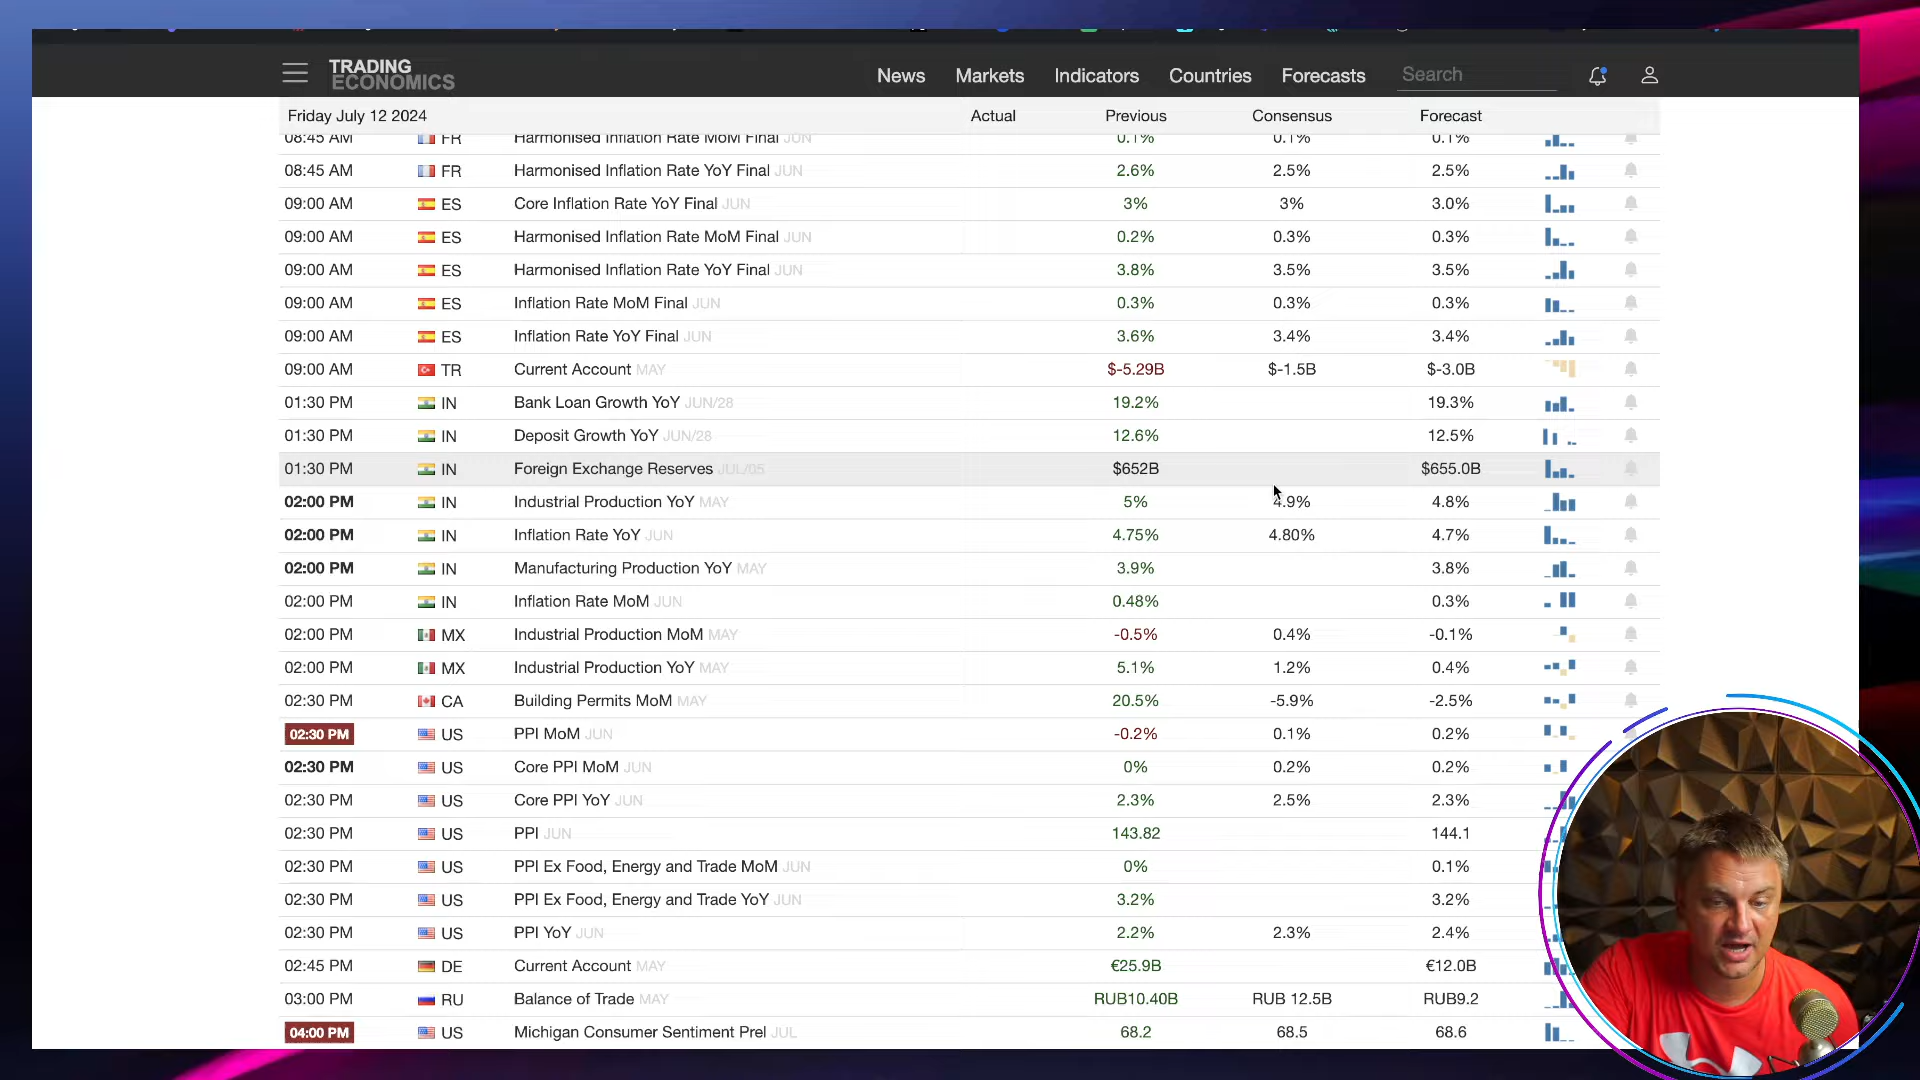 TRADING
ECONOMICS
News Markets Indicators Countries Forecasts Search
Friday July 12 2024 Actual Previous Consensus Forecast
08:45 AM FR Harmonised Inflation Rate MoM Final JUN 0.1% 0.1% 0.1%
08:45 AM FR Harmonised Inflation Rate YoY Final JUN 2.6% 2.5% 2.5%
09:00 AM ES Core Inflation Rate YoY Final JUN 3% 3% 3.0%
09:00 AM ES Harmonised Inflation Rate MoM Final JUN 0.2% 0.3% 0.3%
09:00 AM ES Harmonised Inflation Rate YoY Final JUN 3.8% 3.5% 3.5%
09:00 AM ES Inflation Rate MoM Final JUN 0.3% 0.3% 0.3%
09:00 AM ES Inflation Rate YoY Final JUN 3.6% 3.4% 3.4%
09:00 AM TR Current Account MAY $-5.29B $-1.5B $-3.0B
01:30 PM IN Bank Loan Growth YoY JUN/28 19.2% 19.3%
01:30 PM IN Deposit Growth YoY JUN/28 12.6% 12.5%
01:30 PM IN Foreign Exchange Reserves JUL/05 $652B $655.0B
02:00 PM IN Industrial Production YoY MAY 5% 4.9% 4.8%
02:00 PM IN Inflation Rate YoY JUN 4.75% 4.80% 4.7%
02:00 PM IN Manufacturing Production YoY MAY 3.9% 3.8%
02:00 PM IN Inflation Rate MoM JUN 0.48% 0.3%
02:00 PM MX Industrial Production MoM MAY -0.5% 0.4% -0.1%
02:00 PM MX Industrial Production YoY MAY 5.1% 1.2% 0.4%
02:30 PM CA Building Permits MoM MAY 20.5% -5.9% -2.5%
02:30 PM US PPI MoM JUN -0.2% 0.1% 0.2%
02:30 PM US Core PPI MoM JUN 0% 0.2% 0.2%
02:30 PM US Core PPI YoY JUN 2.3% 2.5% 2.3%
02:30 PM US PPI JUN 143.82 144.1
02:30 PM US PPI Ex Food, Energy and Trade MoM JUN 0% 0.1%
02:30 PM US PPI Ex Food, Energy and Trade YoY JUN 3.2% 3.2%
02:30 PM US PPI YoY JUN 2.2% 2.3% 2.4%
02:45 PM DE Current Account MAY €25.9B €12.0B
03:00 PM RU Balance of Trade MAY RUB10.40B RUB 12.5B RUB9.2
04:00 PM US Michigan Consumer Sentiment Prel JUL 68.2 68.5 68.6